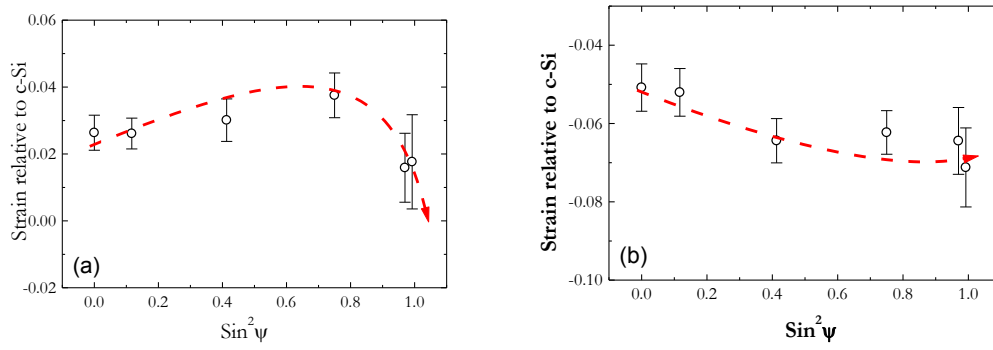 0.06
0.04
0.02
0.00
-0.02
Strain relative to c-Si
(a)
0.0 0.2 0.4 0.6 0.8 1.0
Sin²ψ
-0.04
-0.06
-0.08
-0.10
Strain relative to c-Si
(b)
0.0 0.2 0.4 0.6 0.8 1.0
Sin²ψ